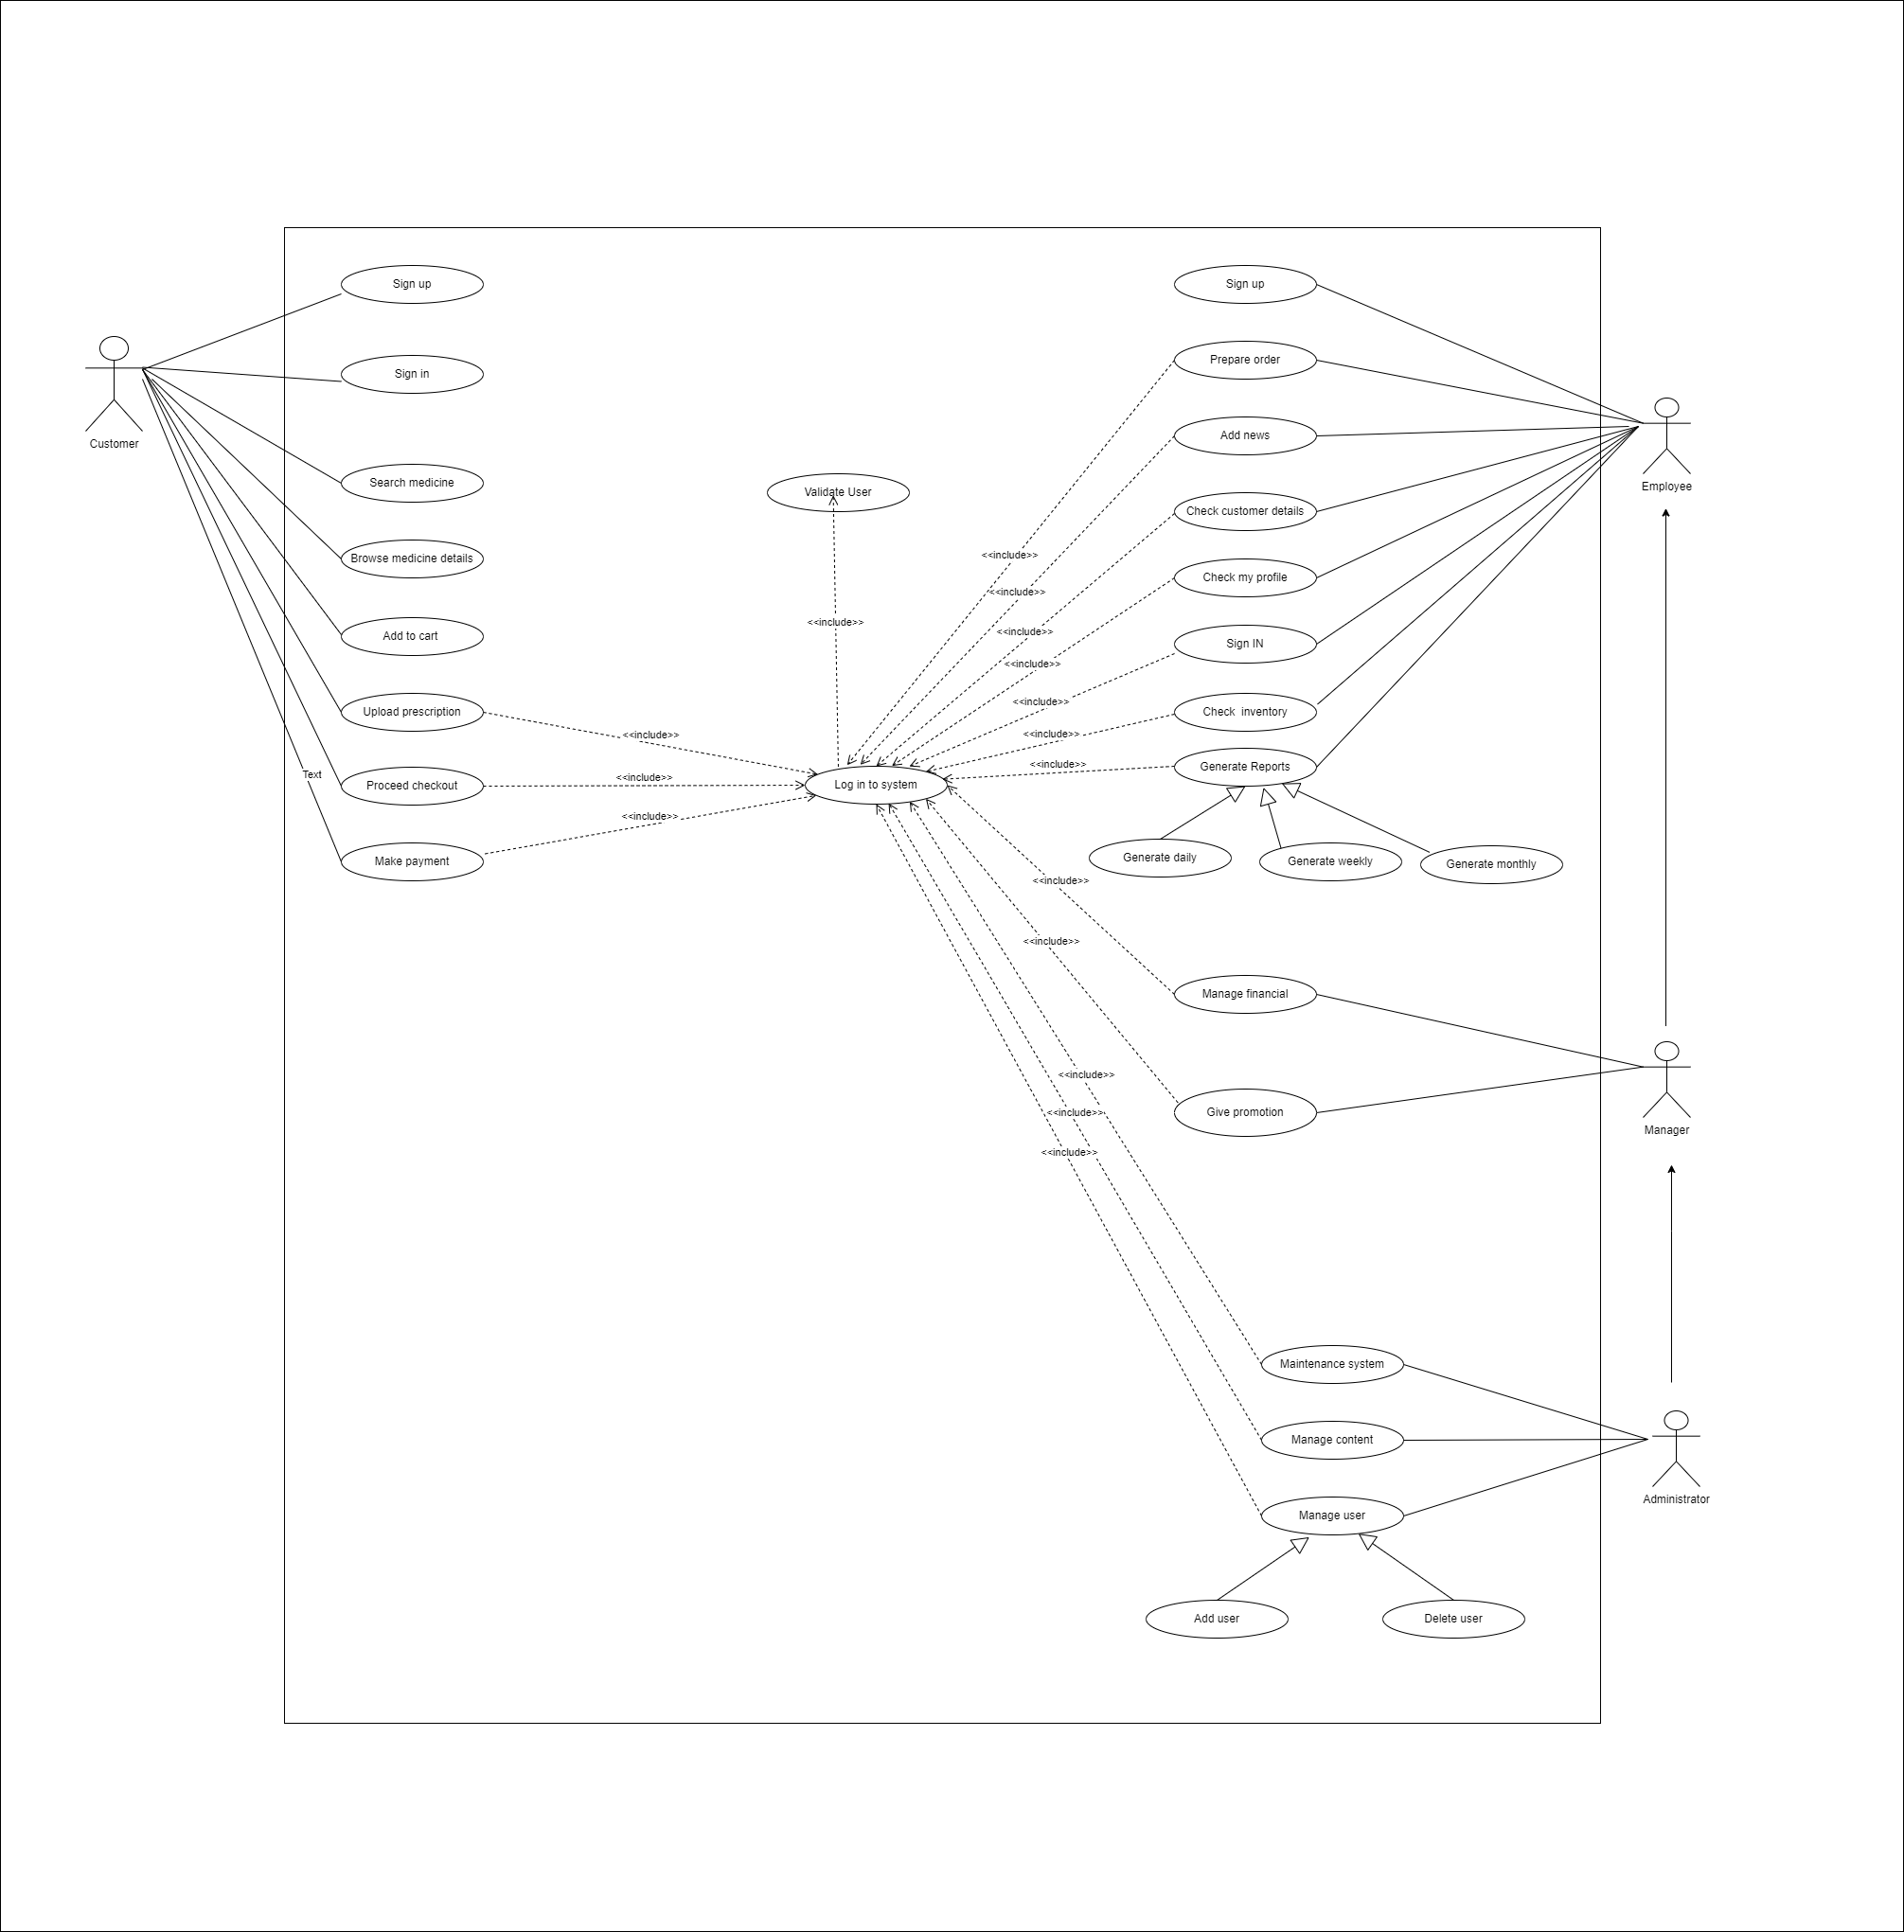 Sign up
Sign up
Sign in
Prepare order
Customer
Add news
Employee
Search medicine
Validate User
Check customer details
Browse medicine details
<<include>>
Check my profile
<<include>>
<<include>>
<<include>>
Add to cart
Sign IN
<<include>>
<<include>>
Upload prescription
Check  inventory
<<include>>
<<include>>
<<include>>
Generate Reports
Text
<<include>>
Proceed checkout
Log in to system
<<include>>
Make payment
Generate daily
Generate weekly
Generate monthly
<<include>>
<<include>>
Manage financial
<<include>>
<<include>>
Give promotion
Manager
<<include>>
Maintenance system
Manage content
Administrator
Manage user
Add user
Delete user